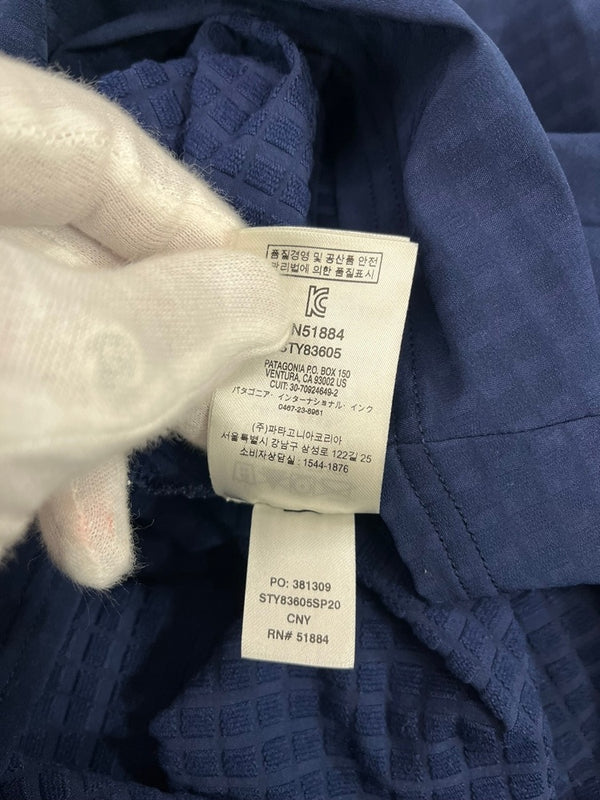 품질경영 및 공산품 안전
관리법에 의한 품질표시
N51884
STY83605
PATAGONIA P.O. BOX 150
VENTURA, CA 93002 US
CUIT: 30-70924649-2
パタゴニア・インターナショナル・インク
0467-23-8961
(주)파타고니아코리아
서울특별시 강남구 삼성로 122길 25
소비자상담실 : 1544-1876
PO: 381309
STY83605SP20
CNY
RN# 51884